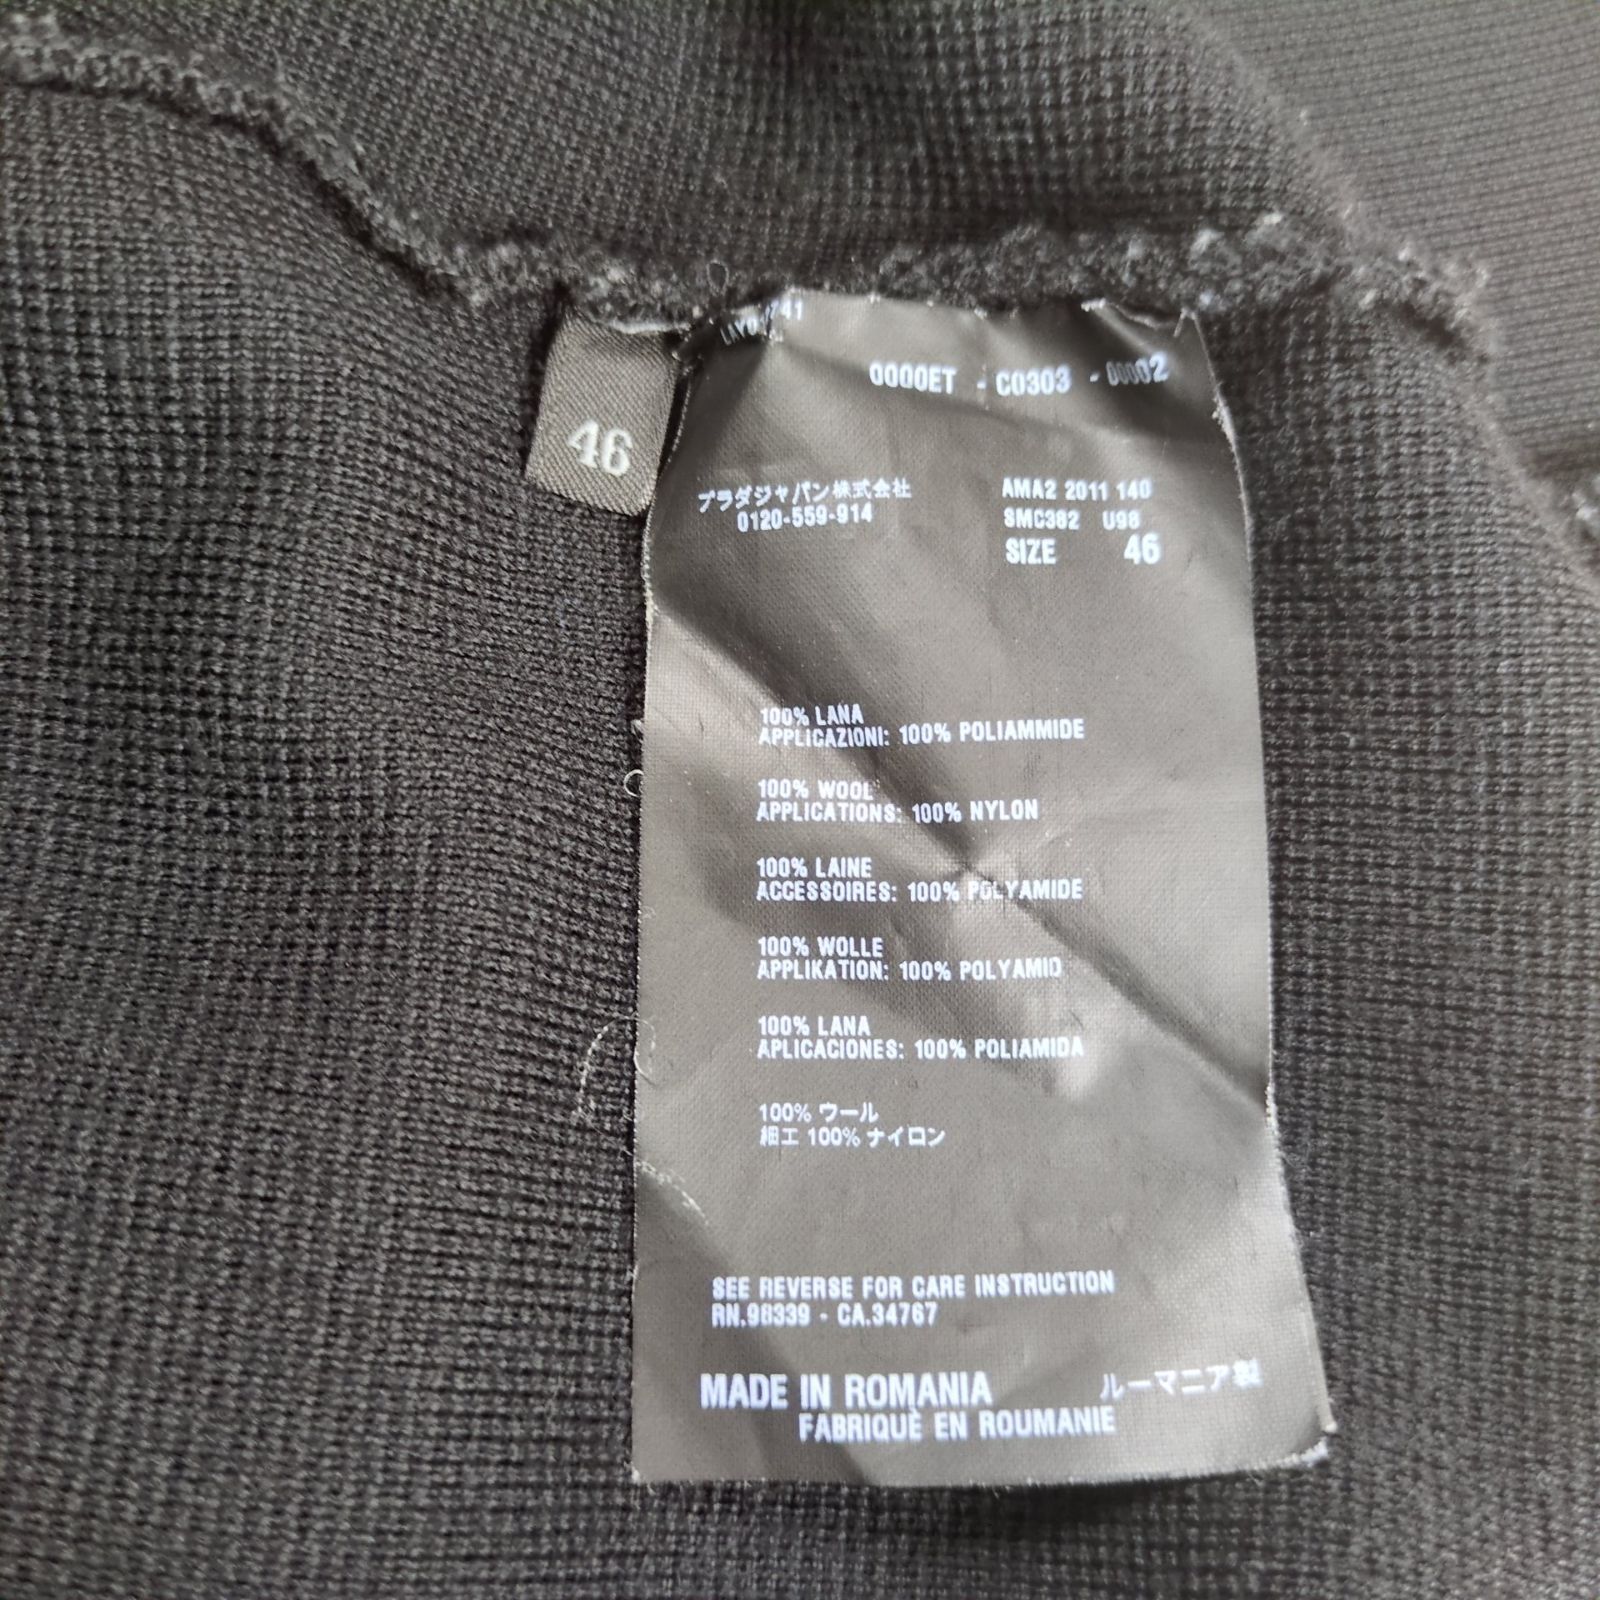 46
0000ET - C0303 - 00002
プラダジャパン株式会社
0120-559-914
AMA2 2011 140
SMC382 U98
SIZE 46
100% LANA
APPLICAZIONI: 100% POLIAMMIDE
100% WOOL
APPLICATIONS: 100% NYLON
100% LAINE
ACCESSOIRES: 100% POLYAMIDE
100% WOLLE
APPLIKATION: 100% POLYAMID
100% LANA
APLICACIONES: 100% POLIAMIDA
100% ウール
細工 100% ナイロン
SEE REVERSE FOR CARE INSTRUCTION
RN.98339 - CA.34767
MADE IN ROMANIA ルーマニア製
FABRIQUÈ EN ROUMANIE